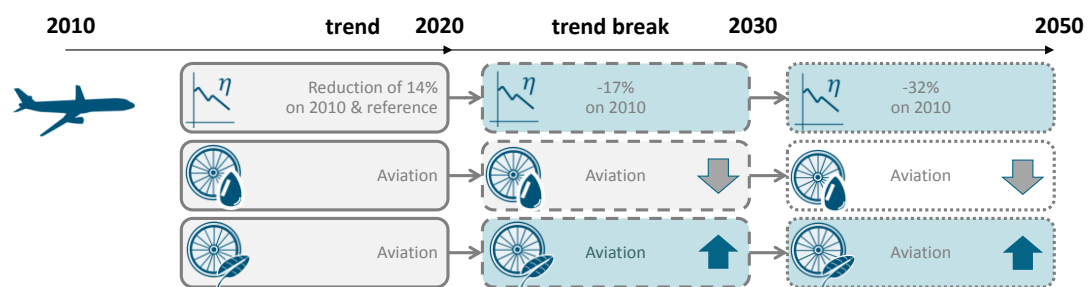 2010 trend 2020 trend break 2030 2050
η Reduction of 14%
on 2010 & reference
η -17%
on 2010
η -32%
on 2010
Aviation
Aviation
Aviation
Aviation
Aviation
Aviation